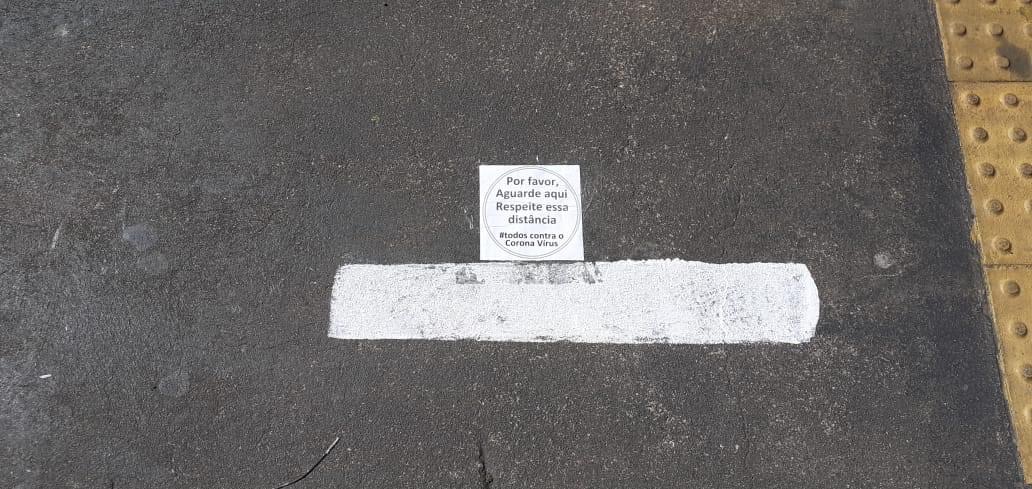 Por favor,
Aguarde aqui
Respeite essa
distância
#todos contra o
Corona Vírus